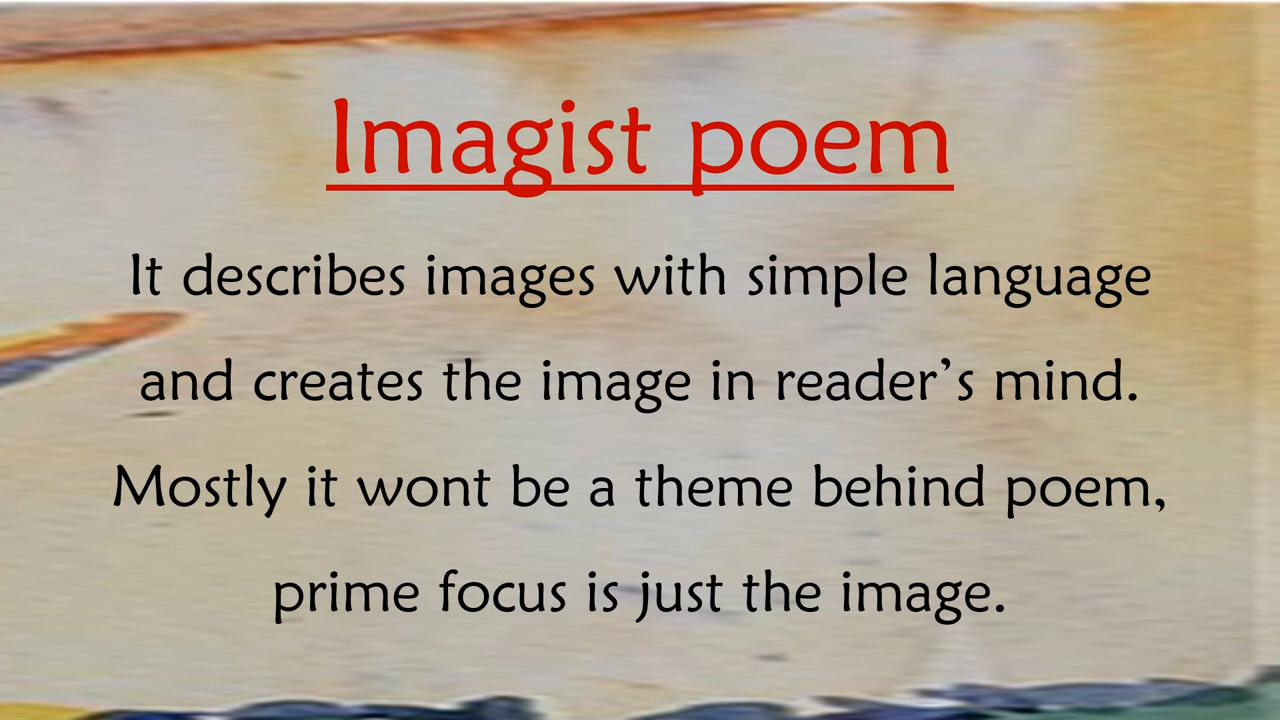 Imagist poem
It describes images with simple language
and creates the image in reader’s mind.
Mostly it wont be a theme behind poem,
prime focus is just the image.